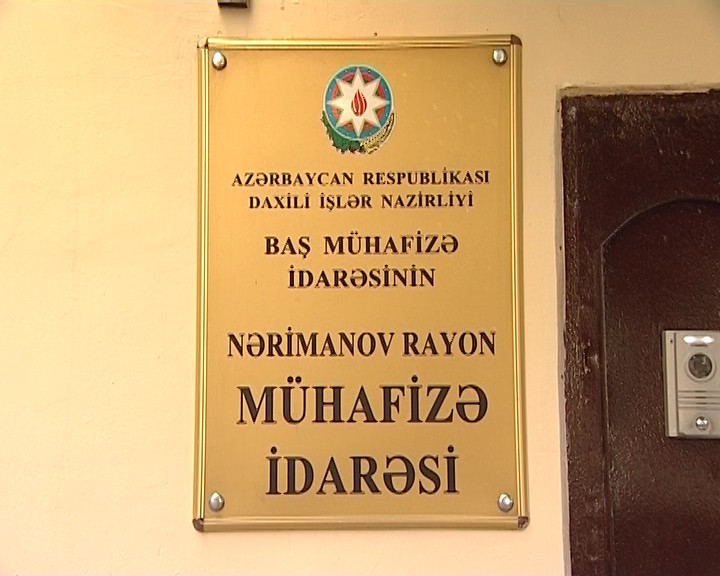 AZƏRBAYCAN RESPUBLİKASI
DAXİLİ İŞLƏR NAZİRLİYİ
BAŞ MÜHAFİZƏ
İDARƏSİNİN
NƏRİMANOV RAYON
MÜHAFİZƏ
İDARƏSİ